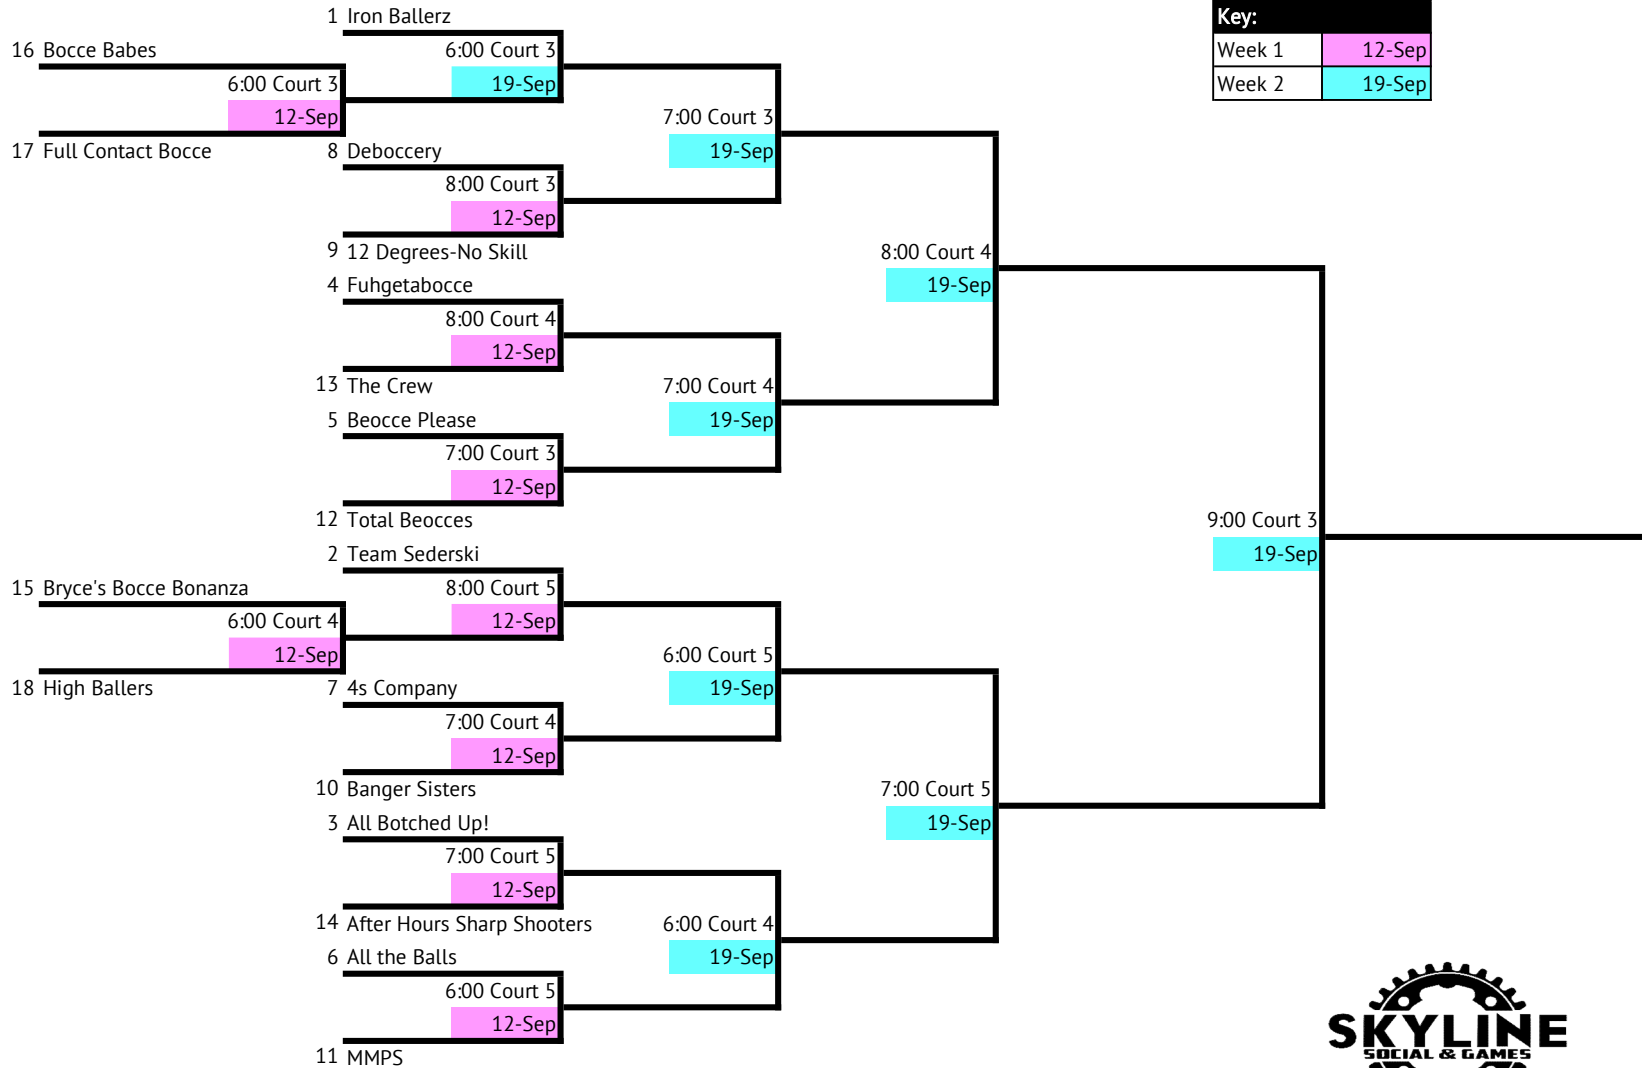 1 Iron Ballerz
Key:
16 Bocce Babes
6:00 Court 3
Week 1 12-Sep
6:00 Court 3
19-Sep
Week 2 19-Sep
12-Sep
7:00 Court 3
17 Full Contact Bocce
8 Deboccery
19-Sep
8:00 Court 3
12-Sep
9 12 Degrees-No Skill
8:00 Court 4
4 Fuhgetabocce
19-Sep
8:00 Court 4
12-Sep
13 The Crew
7:00 Court 4
5 Beocce Please
19-Sep
7:00 Court 3
12-Sep
12 Total Beocces
9:00 Court 3
2 Team Sederski
19-Sep
15 Bryce's Bocce Bonanza
8:00 Court 5
6:00 Court 4
12-Sep
12-Sep
6:00 Court 5
18 High Ballers
7 4s Company
19-Sep
7:00 Court 4
12-Sep
10 Banger Sisters
7:00 Court 5
3 All Botched Up!
19-Sep
7:00 Court 5
12-Sep
14 After Hours Sharp Shooters
6:00 Court 4
6 All the Balls
19-Sep
6:00 Court 5
12-Sep
11 MMPS
SKYLINE
SOCIAL & GAMES